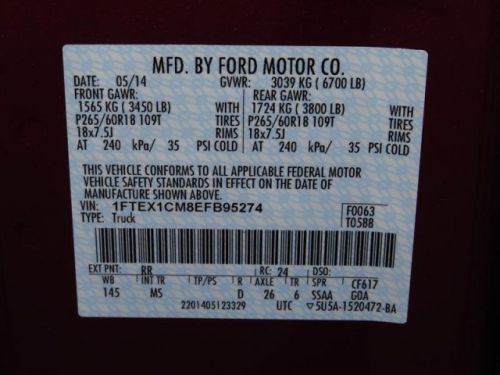 MFD. BY FORD MOTOR CO.
DATE: 05/14 GVWR: 3039 KG ( 6700 LB)
FRONT GAWR: REAR GAWR:
1565 KG ( 3450 LB) WITH 1724 KG ( 3800 LB) WITH
P265/60R18 109T TIRES P265/60R18 109T TIRES
18x7.5J RIMS 18x7.5J RIMS
AT 240 kPa/ 35 PSI COLD AT 240 kPa/ 35 PSI COLD
THIS VEHICLE CONFORMS TO ALL APPLICABLE FEDERAL MOTOR
VEHICLE SAFETY STANDARDS IN EFFECT ON THE DATE OF
MANUFACTURE SHOWN ABOVE.
VIN: 1FTEX1CM8EFB95274 F0063
TYPE: Truck T0588
EXT PNT: RR RC: 24 DSO:
WB INT TR TP/PS R AXLE TR SPR CF617
145 MS D 26 6 SSAA GOA
2201405123329 UTC ▽5U5A-1520472-BA